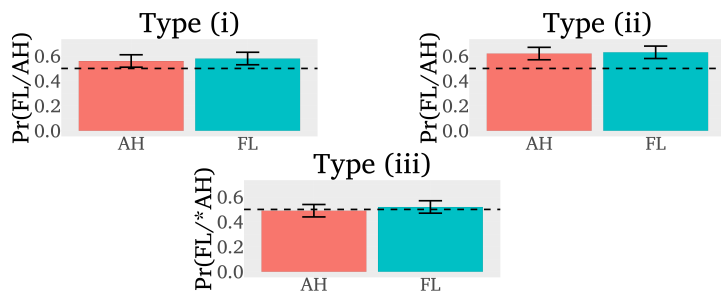 Type (i)
Pr(FL/AH)
0.6
0.4
0.2
0.0
AH FL
Type (ii)
Pr(FL/AH)
0.6
0.4
0.2
0.0
AH FL
Type (iii)
Pr(FL/*AH)
0.6
0.4
0.2
0.0
AH FL